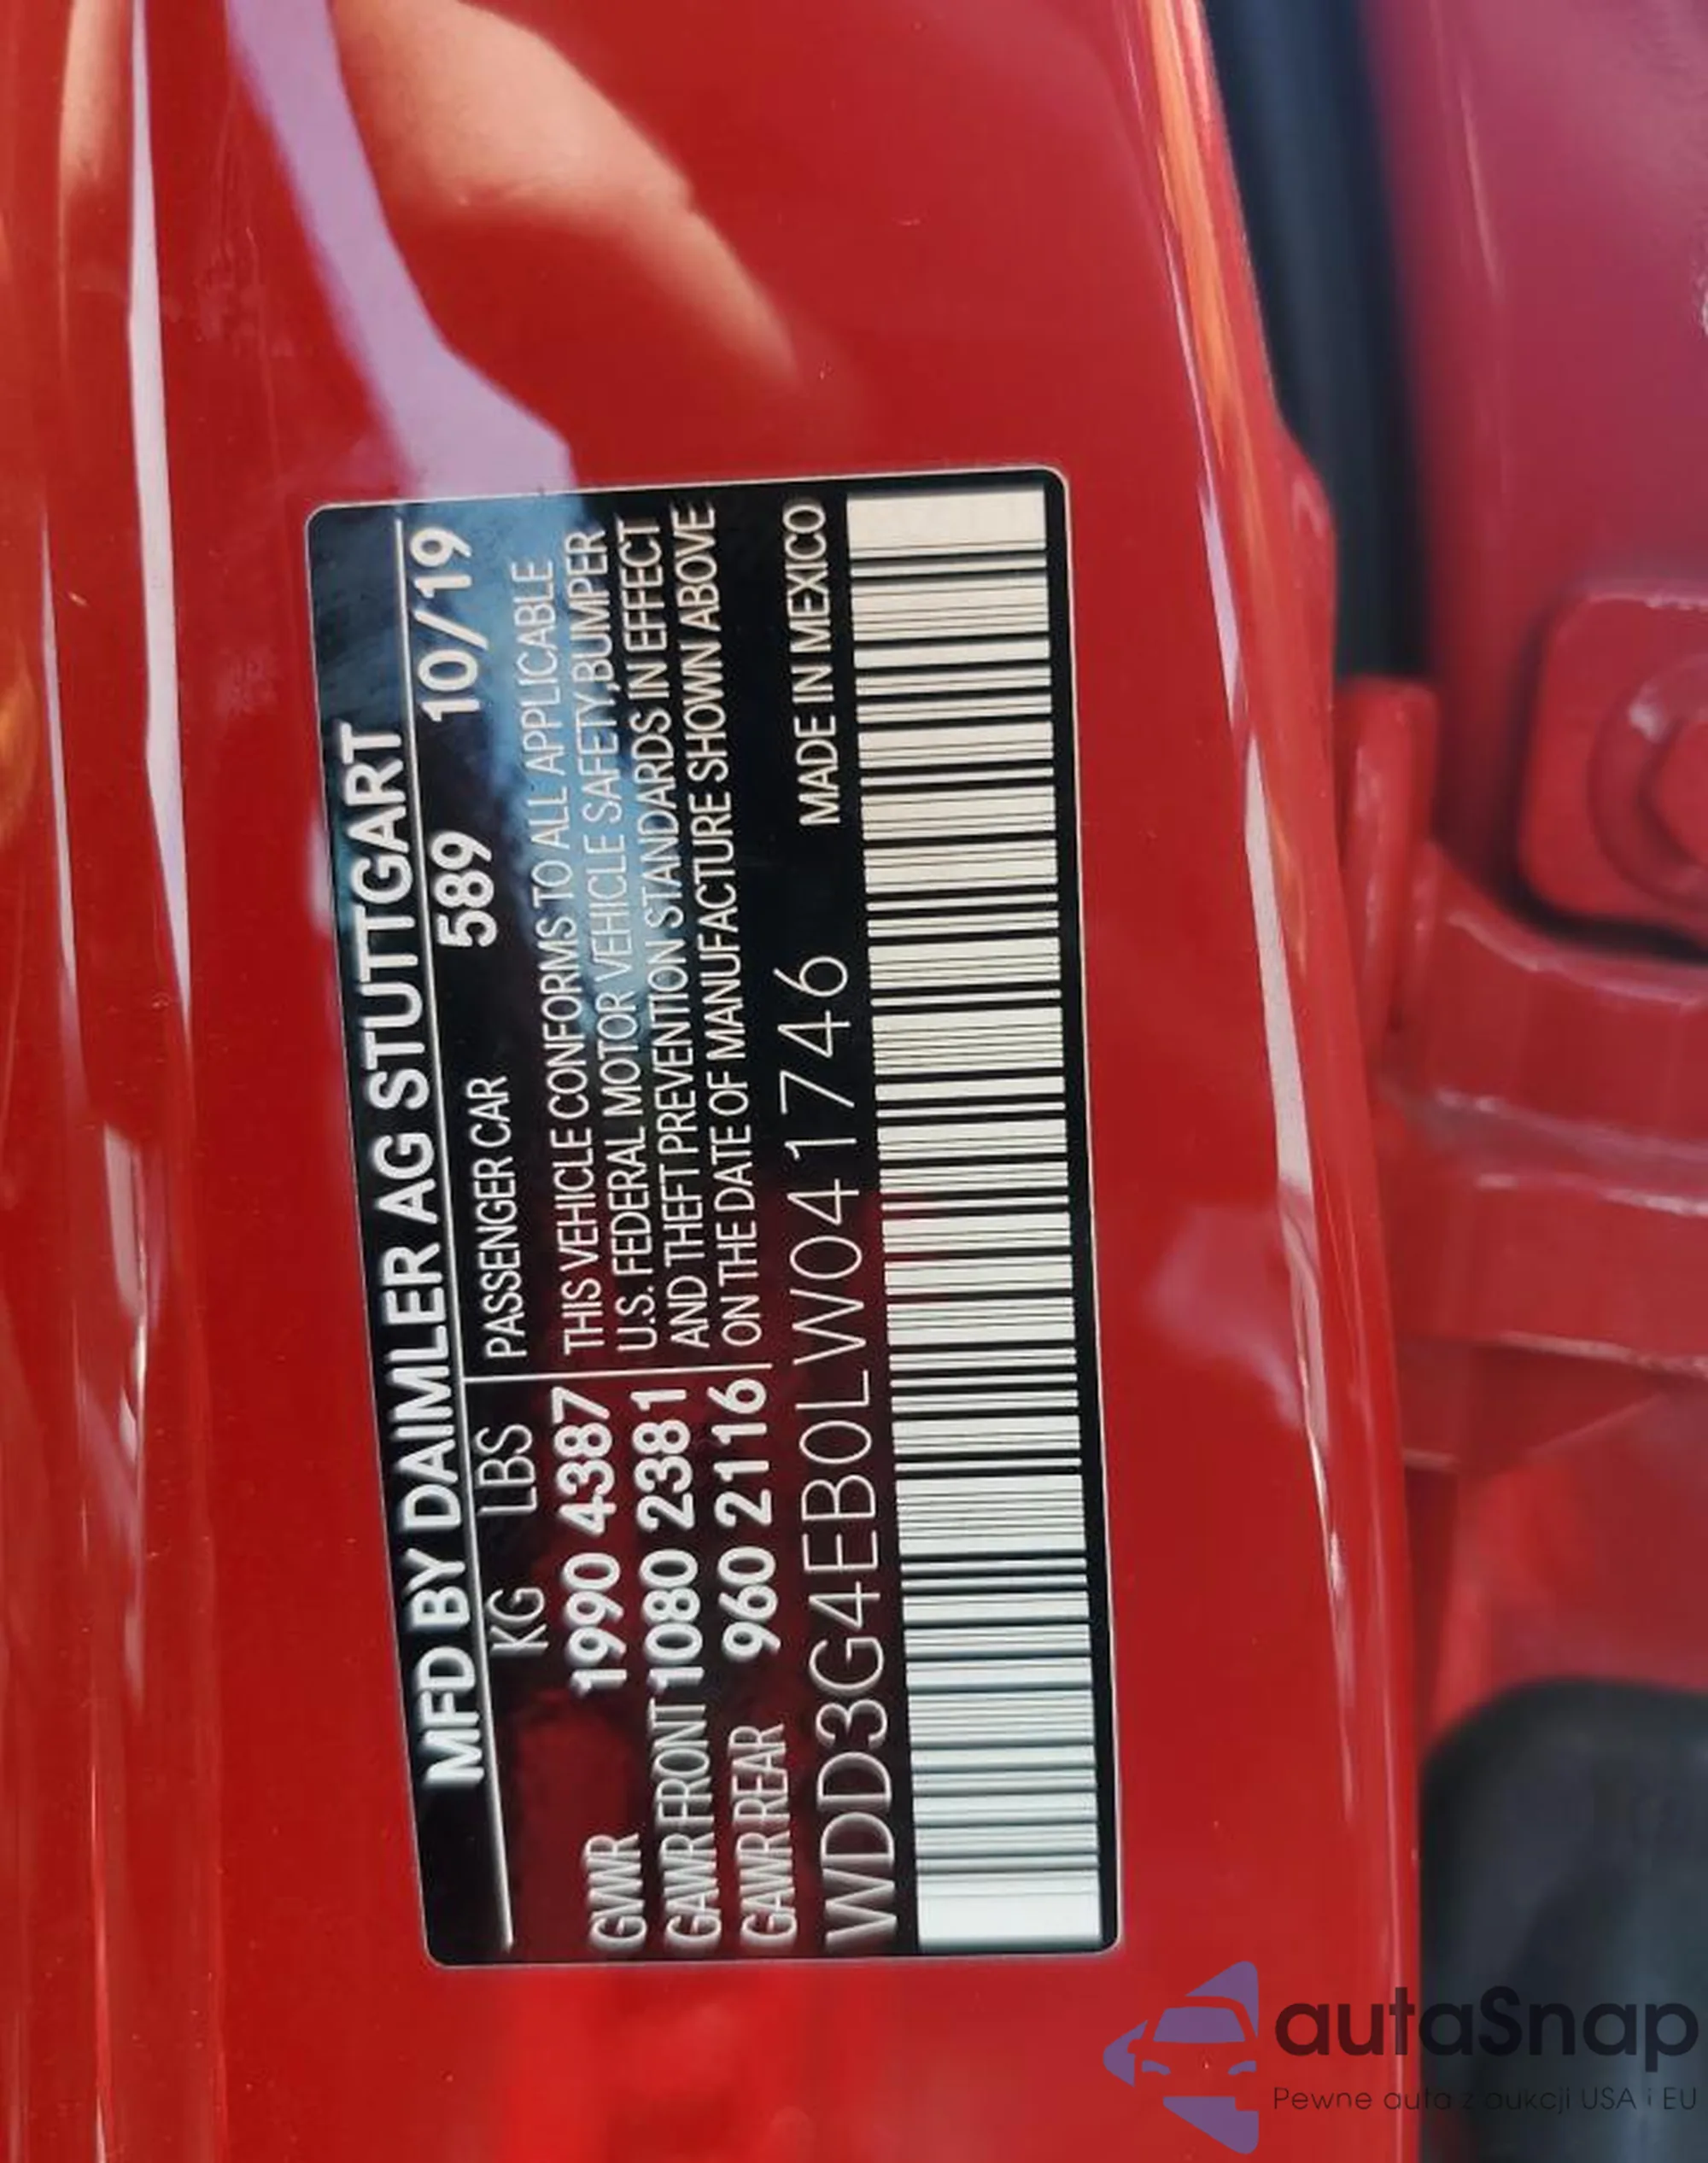 MFD BY DAIMLER AG STUTTGART
KG LBS PASSENGER CAR 589 10/19
GWR 1990 4387 THIS VEHICLE CONFORMS TO ALL APPLICABLE
GAWR FRONT 1080 2381 U.S. FEDERAL MOTOR VEHICLE SAFETY, BUMPER
GAWR REAR 960 2116 AND THEFT PREVENTION STANDARDS IN EFFECT
ON THE DATE OF MANUFACTURE SHOWN ABOVE
WDD3G4EB0LW041746 MADE IN MEXICO
autaSnap
Pewne auta z aukcji USA i EU